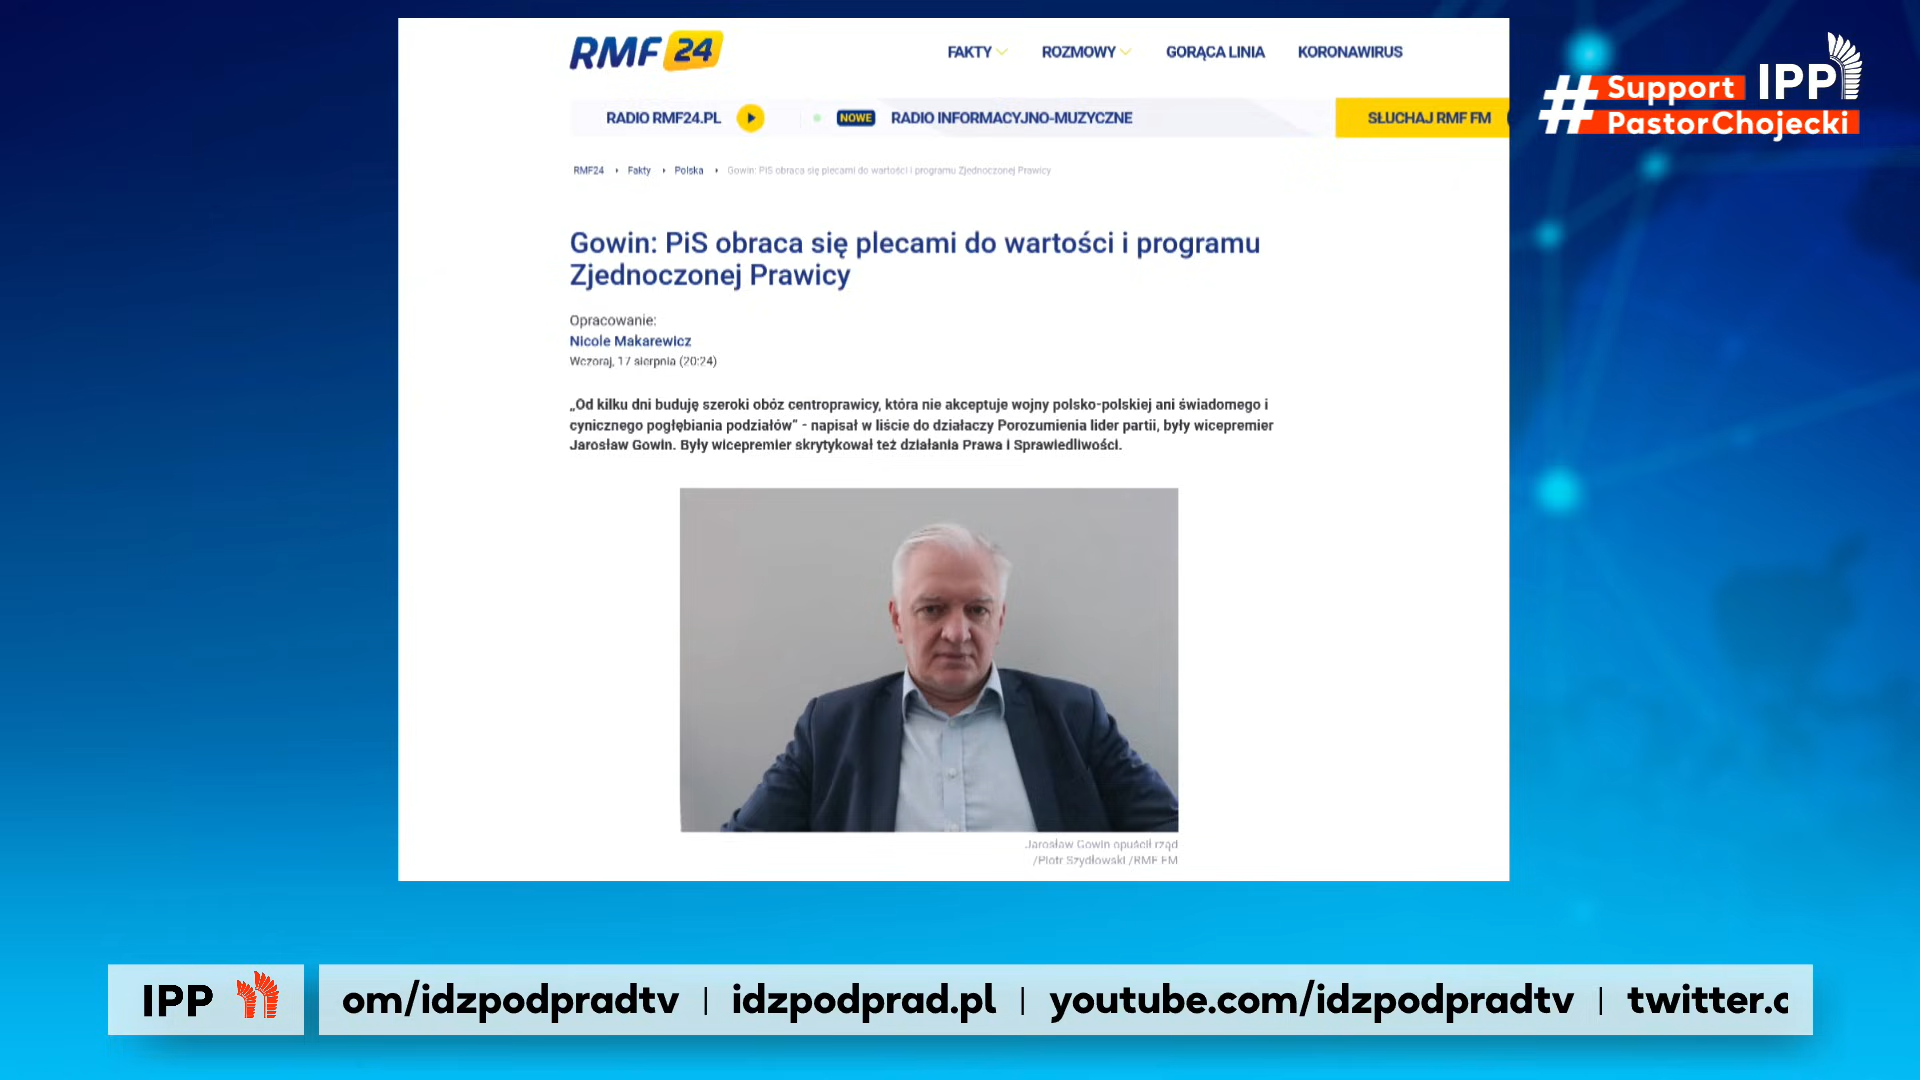 RMF 24
FAKTY ROZMOWY GORĄCA LINIA KORONAWIRUS
RADIO RMF24.PL NOWE RADIO INFORMACYJNO-MUZYCZNE SŁUCHAJ RMF FM
RMF24 Fakty Polska Gowin: PiS obraca się plecami do wartości i programu Zjednoczonej Prawicy
Gowin: PiS obraca się plecami do wartości i programu
Zjednoczonej Prawicy
Opracowanie:
Nicole Makarewicz
Wczoraj, 17 sierpnia (20:24)
„Od kilku dni buduję szeroki obóz centroprawicy, która nie akceptuje wojny polsko-polskiej ani świadomego i
cynicznego pogłębiania podziałów" - napisał w liście do działaczy Porozumienia lider partii, były wicepremier
Jarosław Gowin. Były wicepremier skrytykował też działania Prawa i Sprawiedliwości.
Jarosław Gowin opuścił rząd
/Piotr Szydłowski /RMF FM
#Support IPP
PastorChojecki
IPP
om/idzpodpradtv | idzpodprad.pl | youtube.com/idzpodpradtv | twitter.c